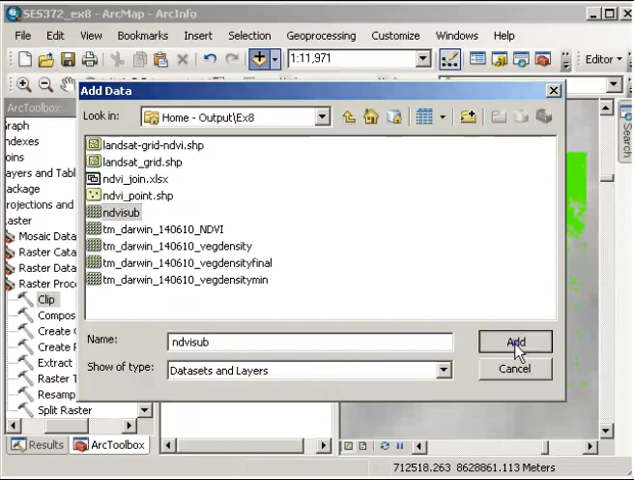 SES372_ex8 - ArcMap - ArcInfo
File Edit View Bookmarks Insert Selection Geoprocessing Customize Windows Help
1:11,971
Editor
Add Data
ArcToolbox
Look in: Home - Output\Ex8
raph
ndexes
oins
ayers and Tabl
ackage
rojections and
aster
Mosaic Data
Raster Cata
Raster Data
Raster Proc
Clip
Compos
Create
Create
Extract
Raster T
Resamp
Split Raster
landsat-grid-ndvi.shp
landsat_grid.shp
ndvi_join.xlsx
ndvi_point.shp
ndvisub
tm_darwin_140610_NDVI
tm_darwin_140610_vegdensity
tm_darwin_140610_vegdensityfinal
tm_darwin_140610_vegdensitymin
Name: ndvisub
Add
Show of type: Datasets and Layers
Cancel
Search
Results ArcToolbox
712518.263 8628861.113 Meters